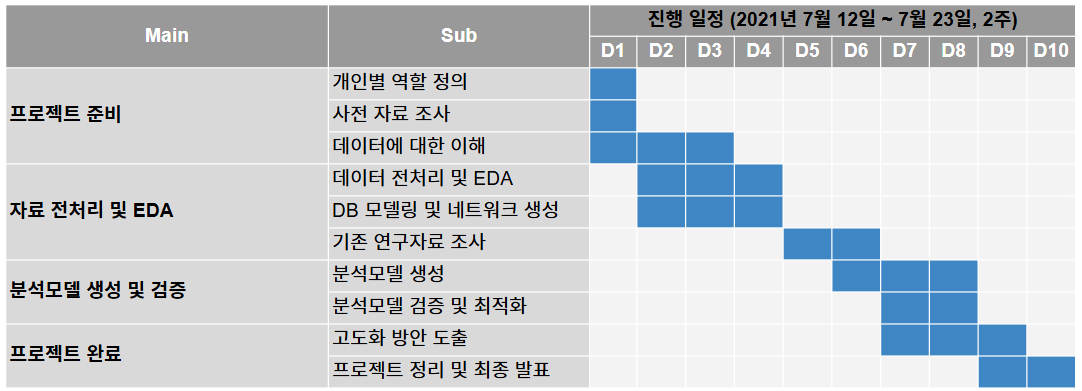 Main
Sub
진행 일정 (2021년 7월 12일 ~ 7월 23일, 2주)
D1 D2 D3 D4 D5 D6 D7 D8 D9 D10
프로젝트 준비
개인별 역할 정의
사전 자료 조사
데이터에 대한 이해
자료 전처리 및 EDA
데이터 전처리 및 EDA
DB 모델링 및 네트워크 생성
기존 연구자료 조사
분석모델 생성 및 검증
분석모델 생성
분석모델 검증 및 최적화
프로젝트 완료
고도화 방안 도출
프로젝트 정리 및 최종 발표